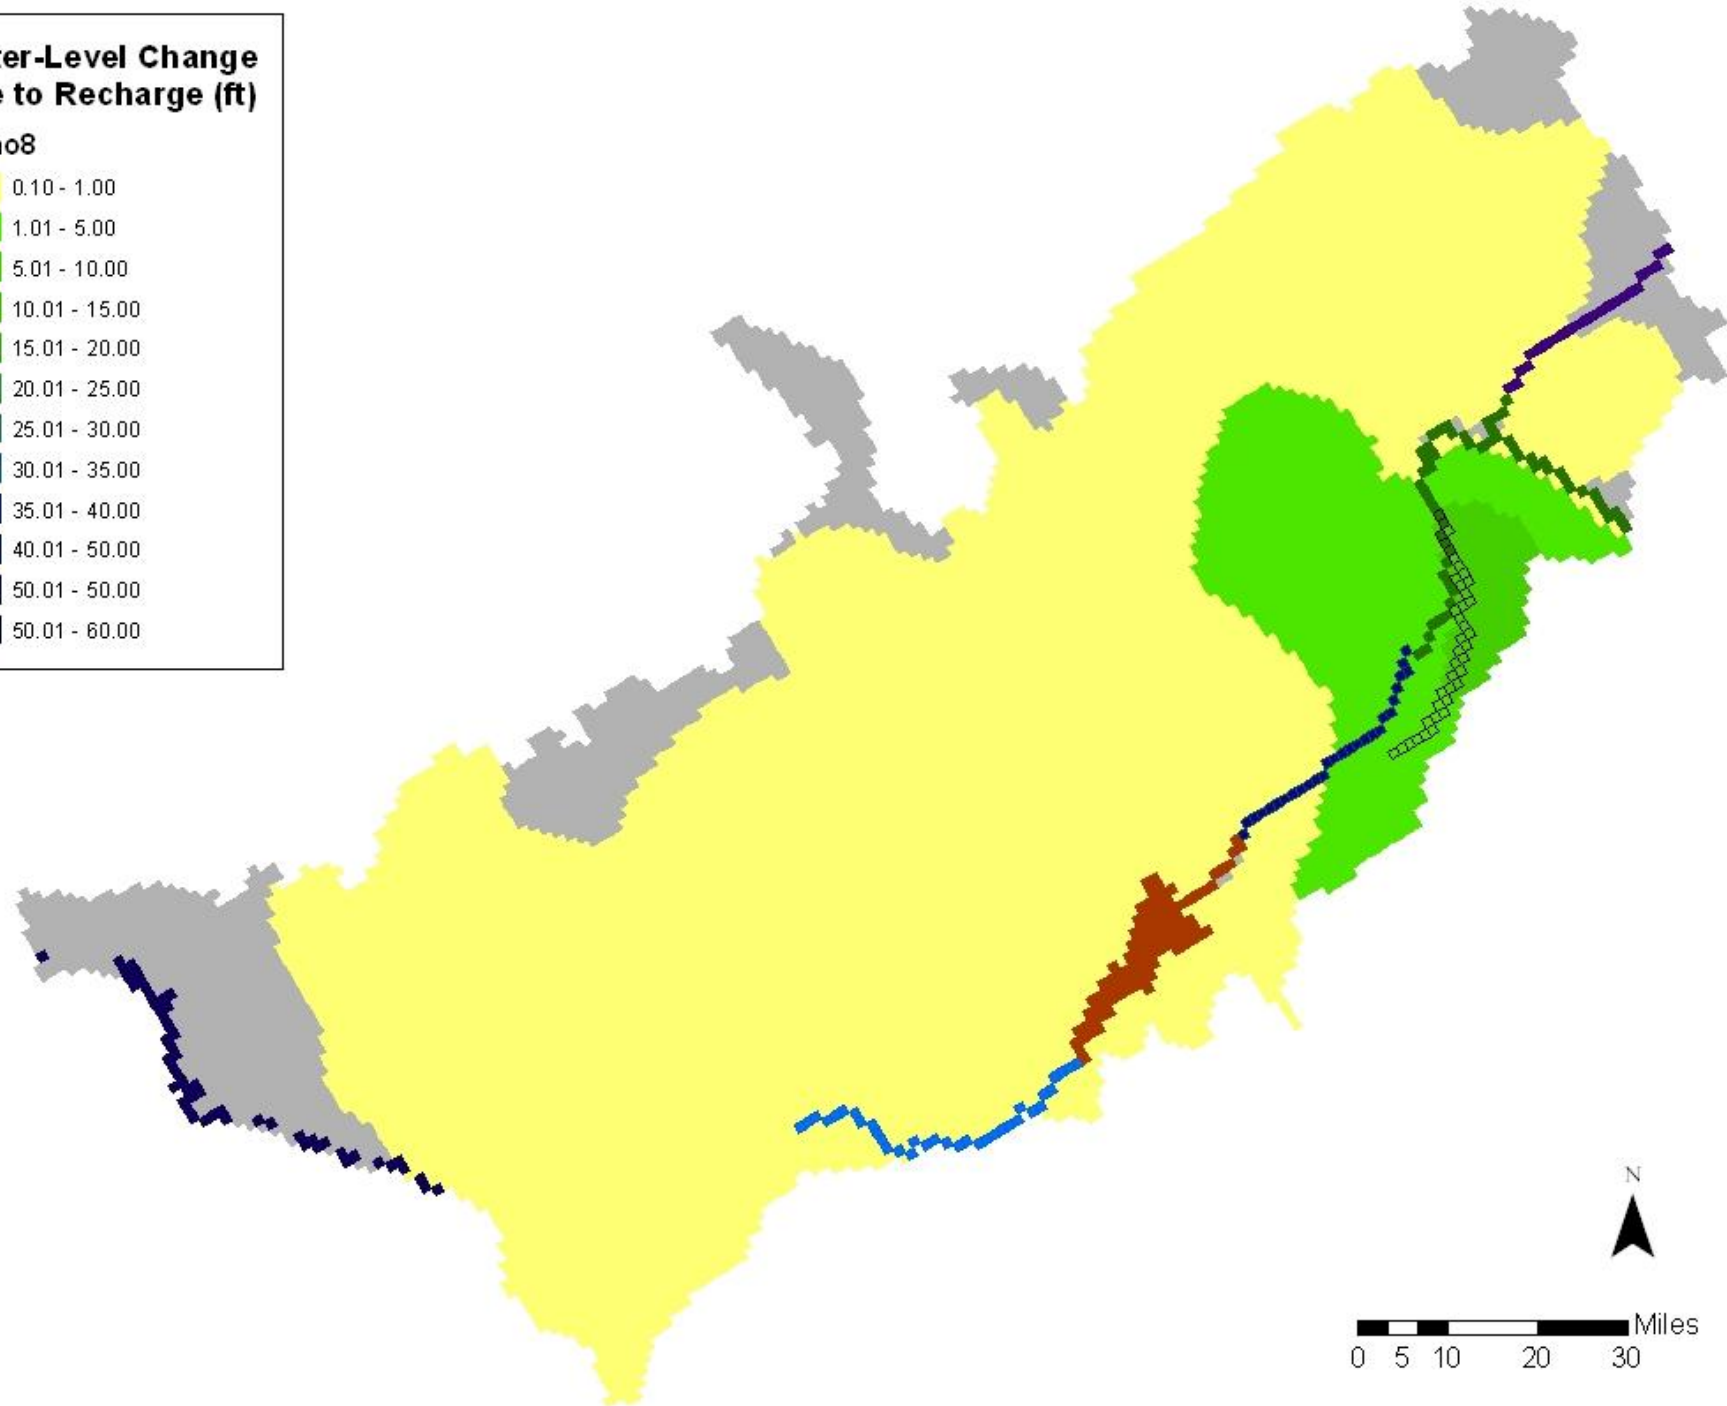 ter-Level Change
e to Recharge (ft)
no8
0.10 - 1.00
1.01 - 5.00
5.01 - 10.00
10.01 - 15.00
15.01 - 20.00
20.01 - 25.00
25.01 - 30.00
30.01 - 35.00
35.01 - 40.00
40.01 - 50.00
50.01 - 50.00
50.01 - 60.00
N
Miles
0 5 10 20 30